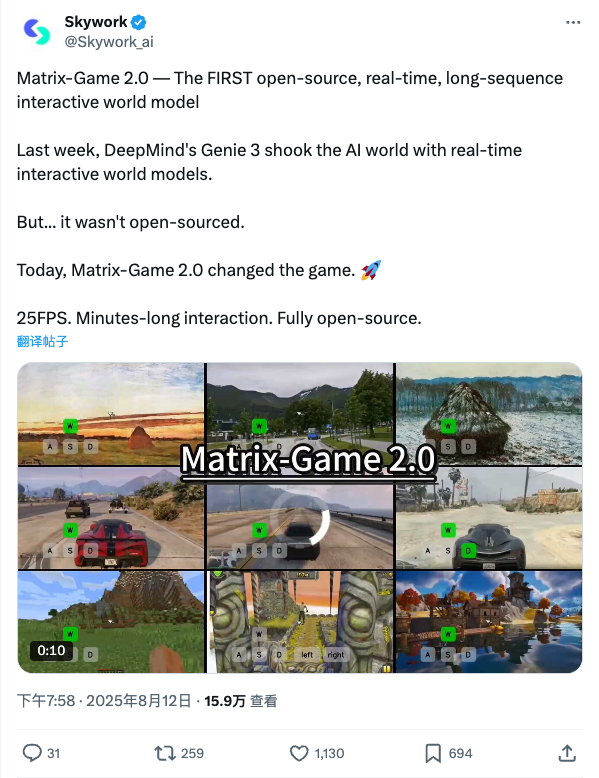 Skywork
@Skywork_ai
Matrix-Game 2.0 — The FIRST open-source, real-time, long-sequence
interactive world model
Last week, DeepMind's Genie 3 shook the AI world with real-time
interactive world models.
But... it wasn't open-sourced.
Today, Matrix-Game 2.0 changed the game. 🚀
25FPS. Minutes-long interaction. Fully open-source.
翻译帖子
W W W
A S D D S D
Matrix-Game 2.0
W W W
A S D A S D A S D
W W W
D A S D left right A S D
0:10
下午7:58 · 2025年8月12日 · 15.9万 查看
31 259 1,130 694